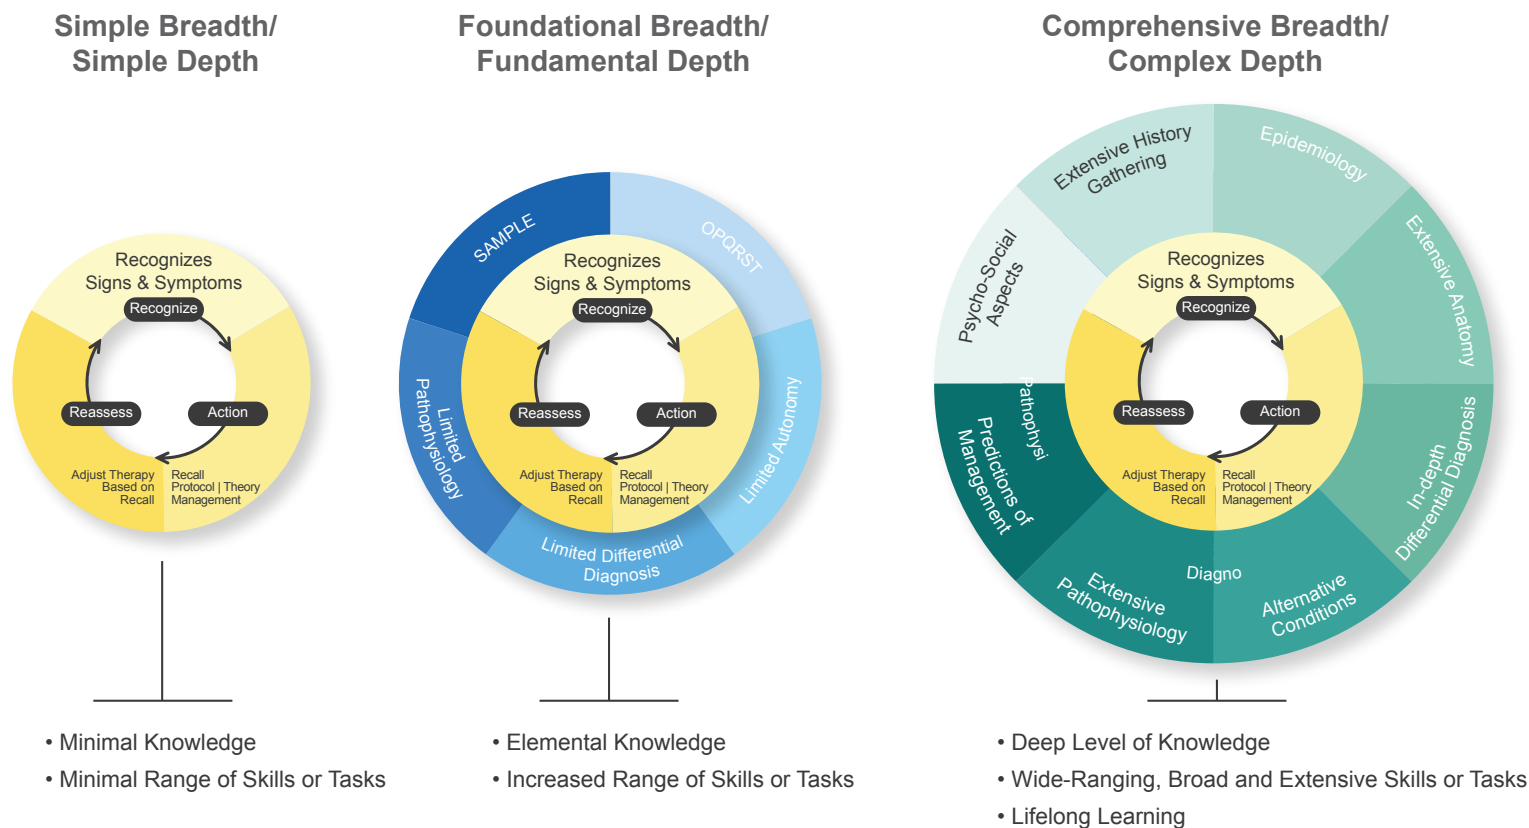 Simple Breadth/
Simple Depth
Recognizes
Signs & Symptoms
Recognize
Reassess
Action
Adjust Therapy
Based on
Recall
Recall
Protocol | Theory
Management
• Minimal Knowledge
• Minimal Range of Skills or Tasks
Foundational Breadth/
Fundamental Depth
SAMPLE
OPQRST
Limited Autonomy
Limited Differential
Diagnosis
Limited
Pathophysiology
Recognizes
Signs & Symptoms
Recognize
Reassess
Action
Adjust Therapy
Based on
Recall
Recall
Protocol | Theory
Management
• Elemental Knowledge
• Increased Range of Skills or Tasks
Comprehensive Breadth/
Complex Depth
Extensive History
Gathering
Epidemiology
Extensive Anatomy
In-depth
Differential Diagnosis
Alternative
Conditions
Diagno
Extensive
Pathophysiology
Pathophysi
Predictions of
Management
Psycho-Social
Aspects
Recognizes
Signs & Symptoms
Recognize
Reassess
Action
Adjust Therapy
Based on
Recall
Recall
Protocol | Theory
Management
• Deep Level of Knowledge
• Wide-Ranging, Broad and Extensive Skills or Tasks
• Lifelong Learning